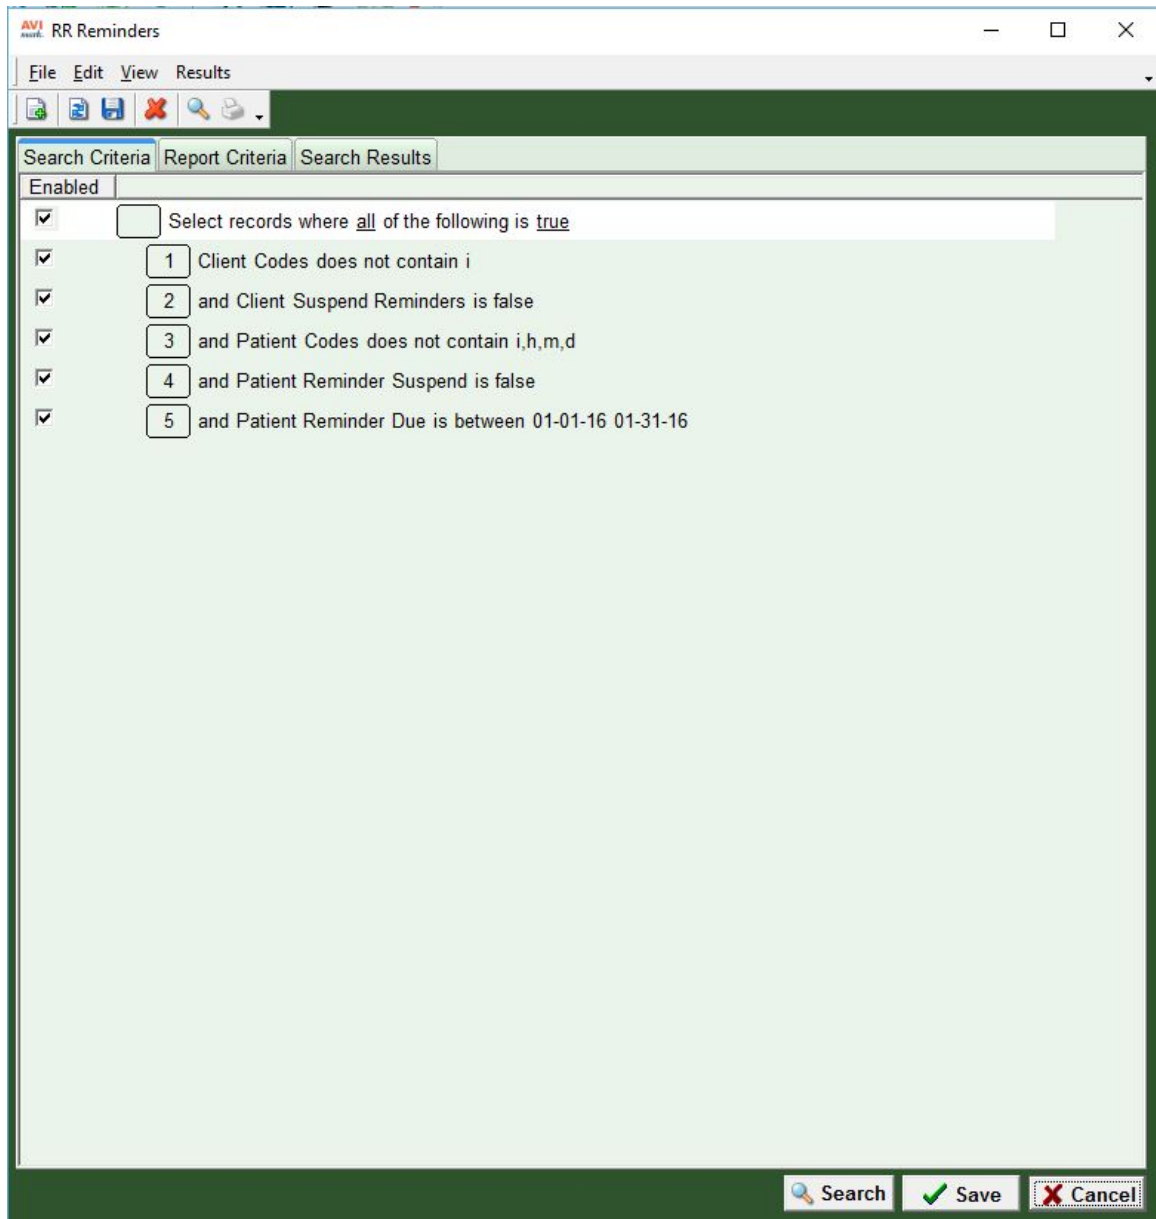 AVI mark RR Reminders
File Edit View Results
Search Criteria Report Criteria Search Results
Enabled
Select records where all of the following is true
1 Client Codes does not contain i
2 and Client Suspend Reminders is false
3 and Patient Codes does not contain i,h,m,d
4 and Patient Reminder Suspend is false
5 and Patient Reminder Due is between 01-01-16 01-31-16
Search Save Cancel